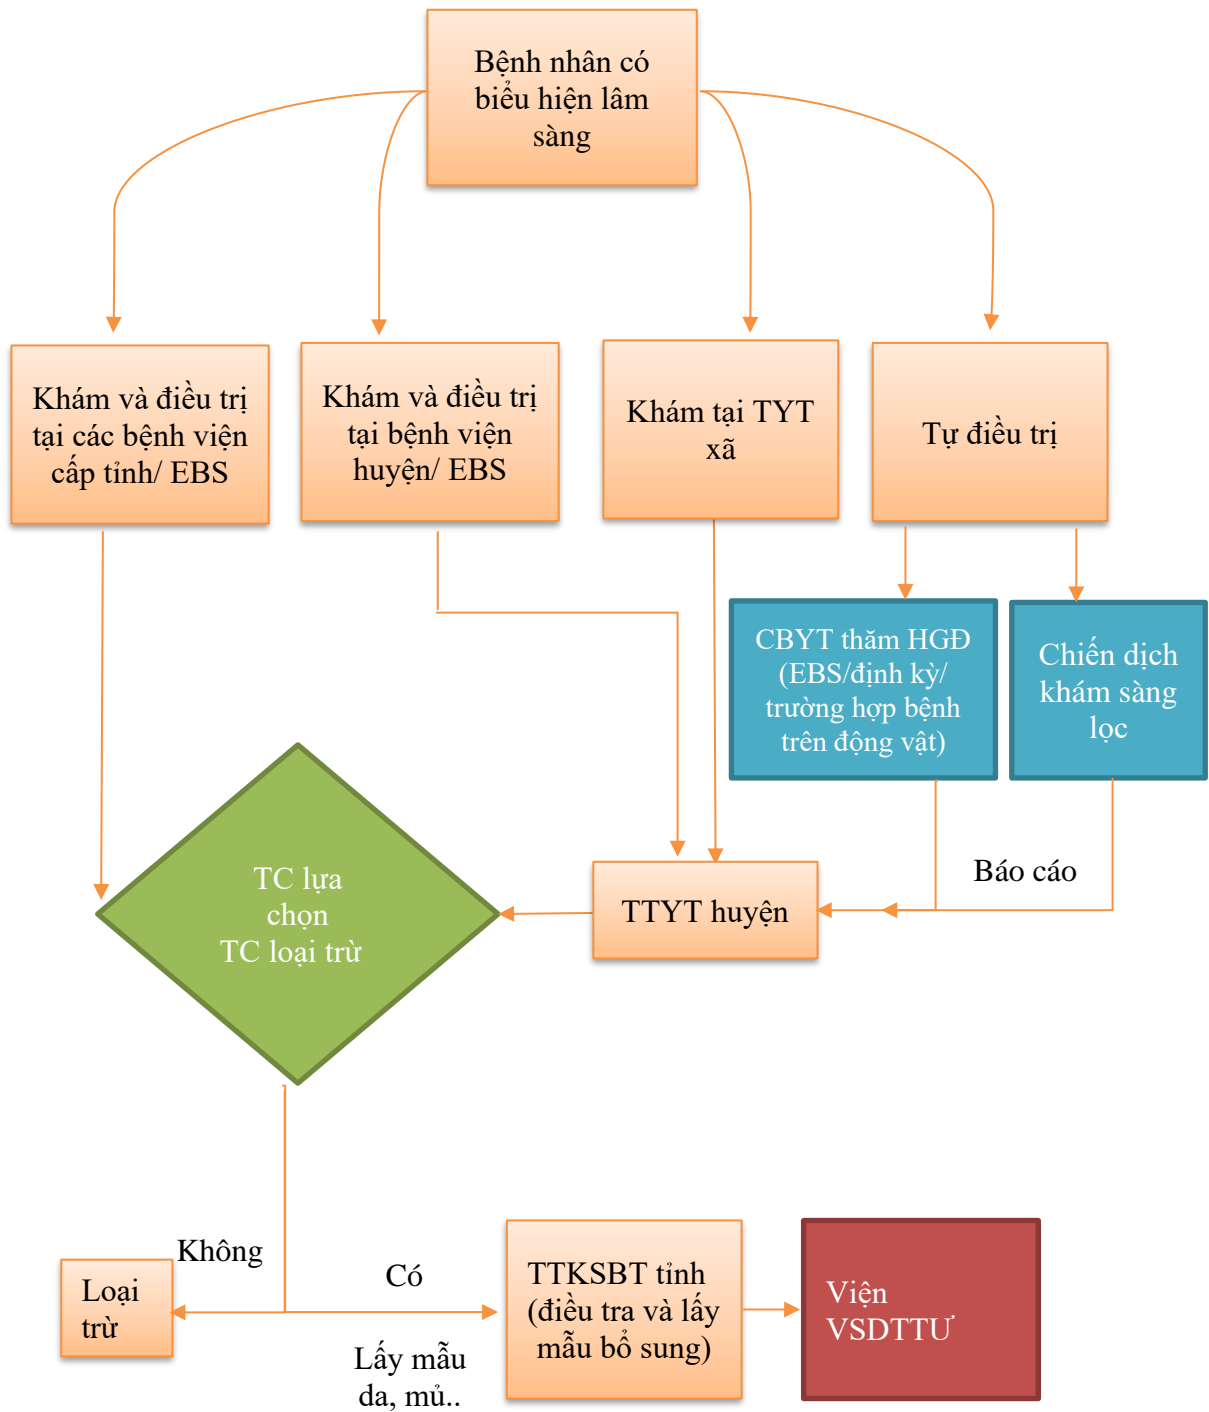 Bệnh nhân có
biểu hiện lâm
sàng
Khám và điều trị
tại các bệnh viện
cấp tỉnh/ EBS
Khám và điều trị
tại bệnh viện
huyện/ EBS
Khám tại TYT
xã
Tự điều trị
CBYT thăm HGĐ
(EBS/định kỳ/
trường hợp bệnh
trên động vật)
Chiến dịch
khám sàng
lọc
Báo cáo
TTYT huyện
TC lựa
chọn
TC loại trừ
Không
Có
Loại
trừ
Lấy mẫu
da, mủ..
TTKSBT tỉnh
(điều tra và lấy
mẫu bổ sung)
Viện
VSDTTƯ